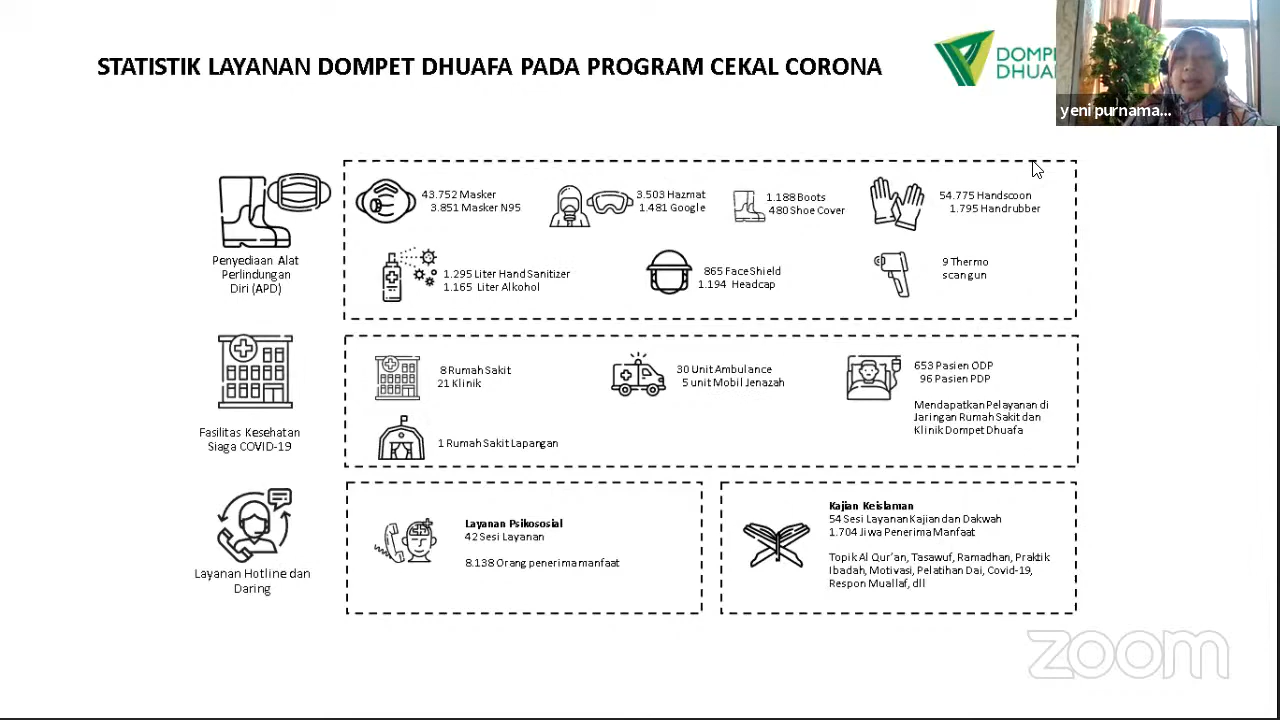 STATISTIK LAYANAN DOMPET DHUAFA PADA PROGRAM CEKAL CORONA
yeni purnama...
Penyediaan Alat
Perlindungan
Diri (APD)
43.752 Masker
3.851 Masker N95
3.503 Hazmat
1.481 Google
1.188 Boots
480 Shoe Cover
54.775 Handscoon
1.795 Handrubber
1.295 Liter Hand Sanitizer
1.165 Liter Alkohol
865 Face Shield
1.194 Headcap
9 Thermo
scan gun
Fasilitas Kesehatan
Siaga COVID-19
8 Rumah Sakit
21 Klinik
30 Unit Ambulance
5 unit Mobil Jenazah
653 Pasien ODP
96 Pasien PDP
Mendapatkan Pelayanan di
Jaringan Rumah Sakit dan
Klinik Dompet Dhuafa
1 Rumah Sakit Lapangan
Layanan Hotline dan
Daring
Layanan Psikososial
42 Sesi Layanan
8.138 Orang penerima manfaat
Kajian Keislaman
54 Sesi Layanan Kajian dan Dakwah
1.704 Jiwa Penerima Manfaat
Topik Al Qur'an, Tasawuf, Ramadhan, Praktik
Ibadah, Motivasi, Pelatihan Dai, Covid-19,
Respon Muallaf, dll
zoom